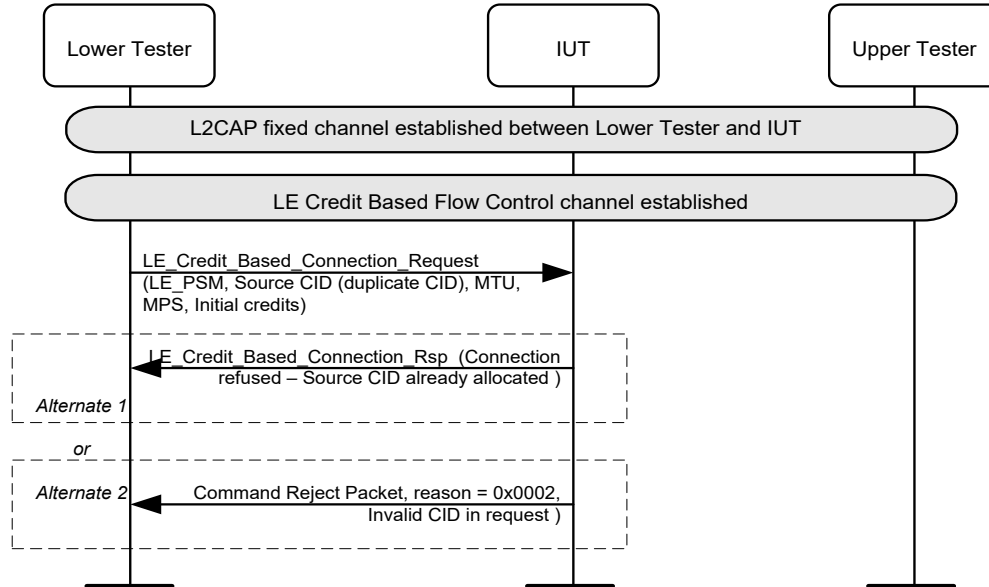 Lower Tester
IUT
Upper Tester
L2CAP fixed channel established between Lower Tester and IUT
LE Credit Based Flow Control channel established
LE_Credit_Based_Connection_Request
(LE_PSM, Source CID (duplicate CID), MTU,
MPS, Initial credits)
LE_Credit_Based_Connection_Rsp (Connection
refused – Source CID already allocated )
Alternate 1
or
Alternate 2
Command Reject Packet, reason = 0x0002,
Invalid CID in request )